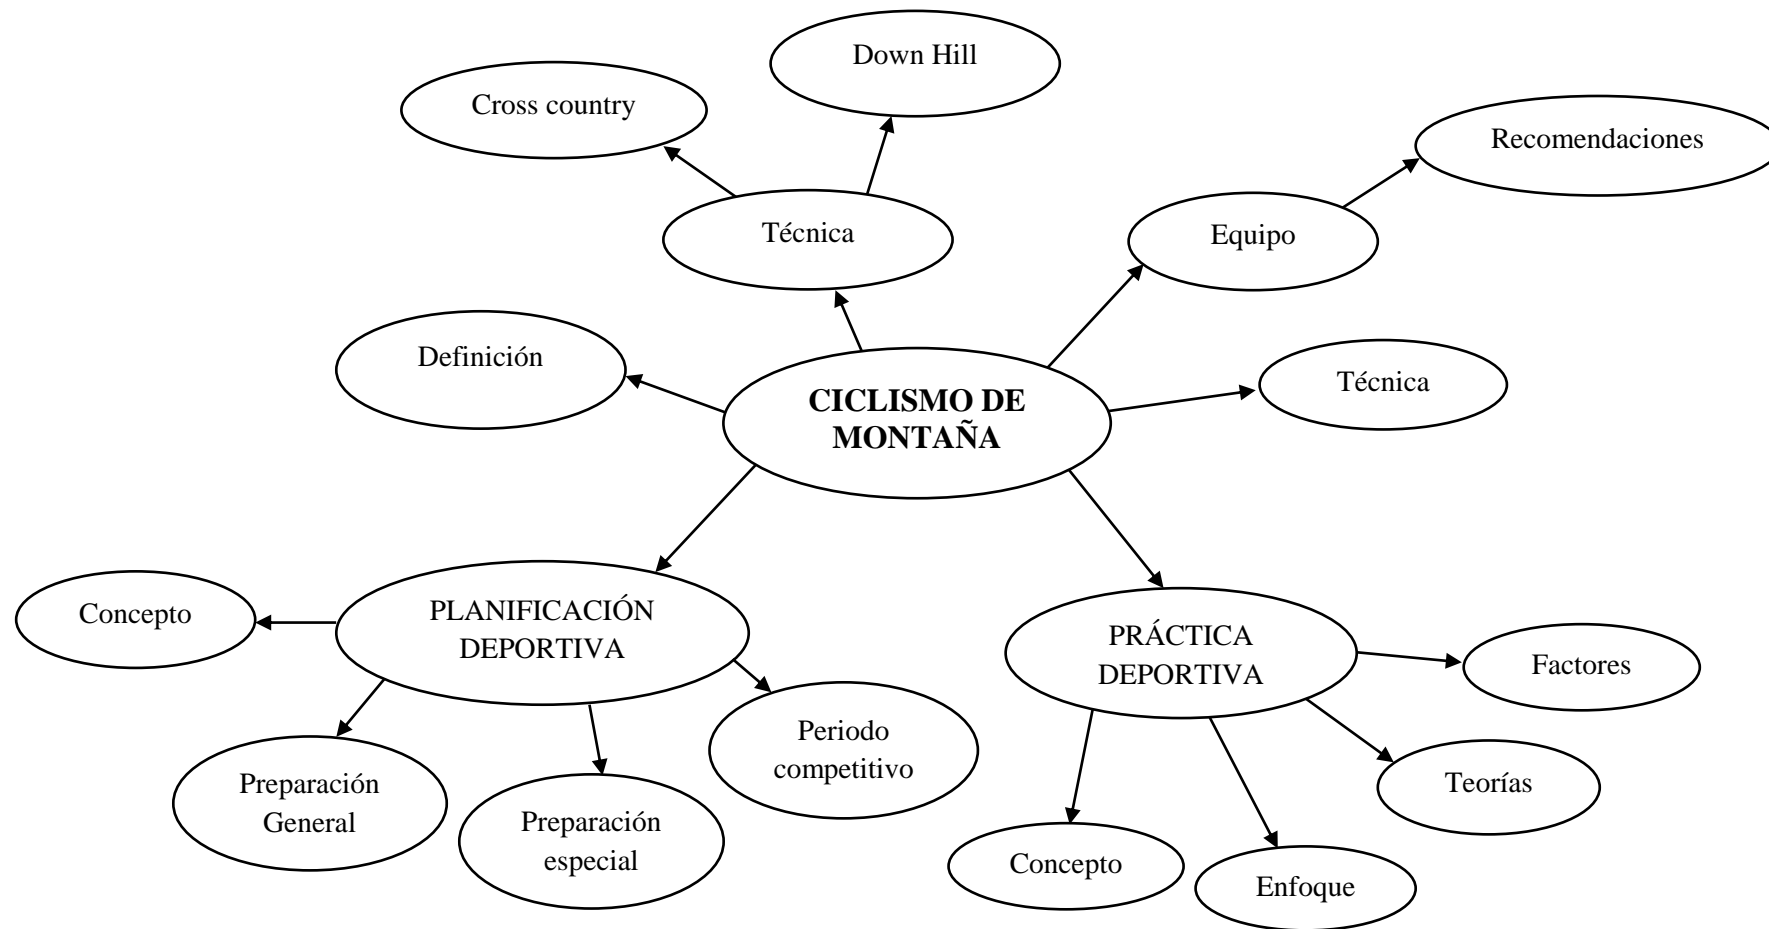 Down Hill
Cross country
Recomendaciones
Técnica
Equipo
Definición
Técnica
CICLISMO DE
MONTAÑA
Concepto
PLANIFICACIÓN
DEPORTIVA
PRÁCTICA
DEPORTIVA
Factores
Periodo
competitivo
Preparación
General
Teorías
Preparación
especial
Concepto
Enfoque